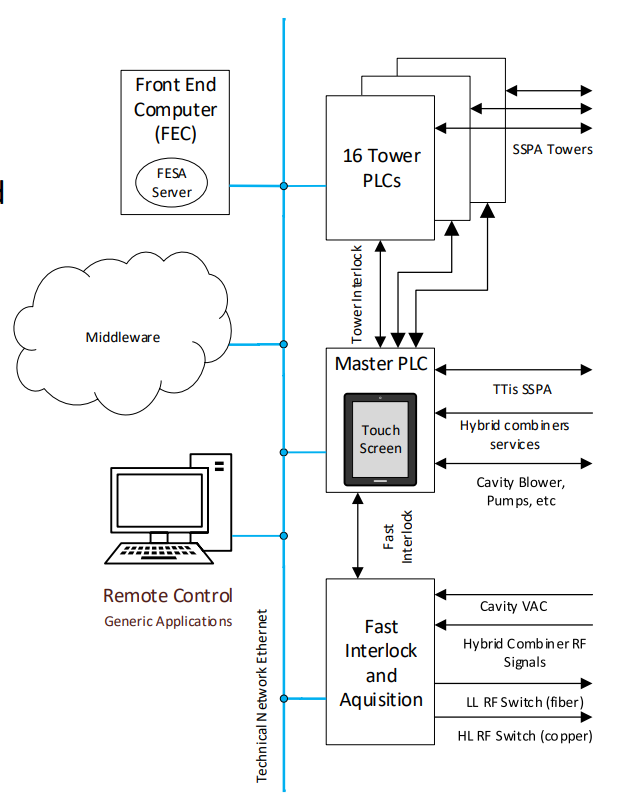 Front End
Computer
(FEC)
FESA
Server
16 Tower
PLCs
SSPA Towers
Tower Interlock
Middleware
Master PLC
Touch
Screen
TTis SSPA
Hybrid combiners
services
Cavity Blower,
Pumps, etc
Fast
Interlock
Remote Control
Generic Applications
Technical Network Ethernet
Fast
Interlock
and
Aquisition
Cavity VAC
Hybrid Combiner RF
Signals
LL RF Switch (fiber)
HL RF Switch (copper)